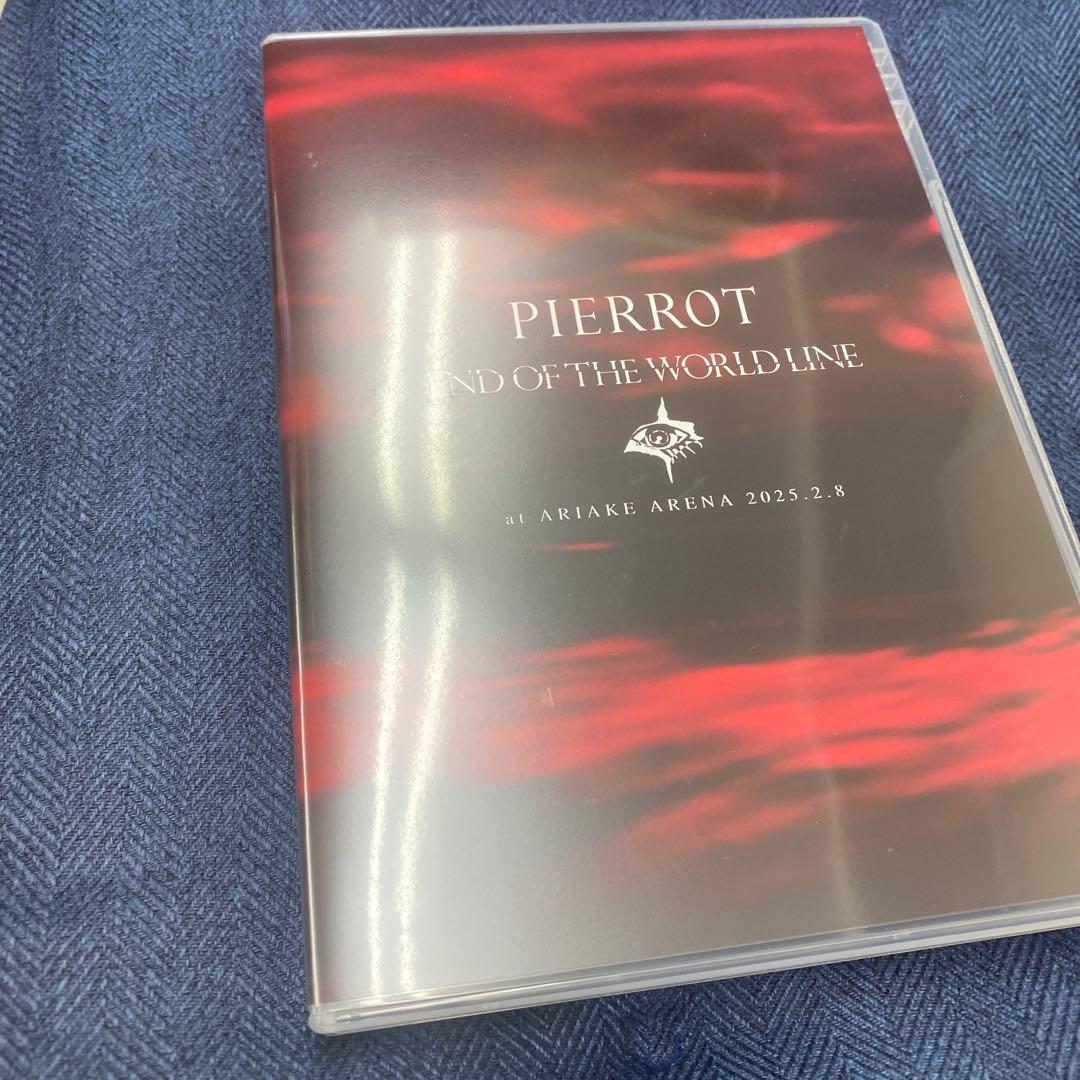 PIERROT
END OF THE WORLD LINE
at ARIAKE ARENA 2025.2.8